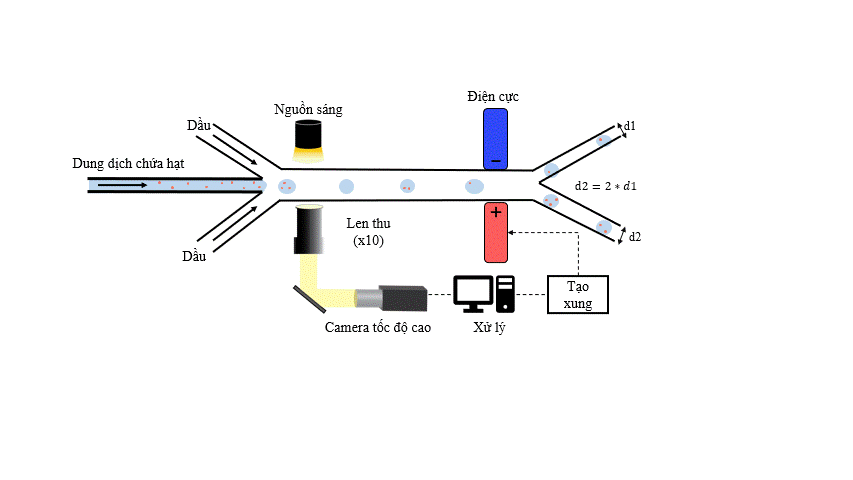 Nguồn sáng
Điện cực
Dầu
d1
Dung dịch chứa hạt
−
d2 = 2 ∗ d1
+
Len thu
(x10)
d2
Dầu
Tạo
xung
Camera tốc độ cao
Xử lý